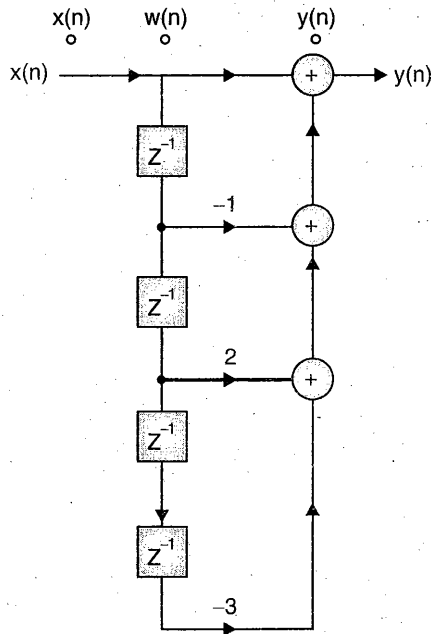 x(n) w(n) y(n)
x(n) + y(n)
z⁻¹
−1 +
z⁻¹
2 +
z⁻¹
z⁻¹
−3